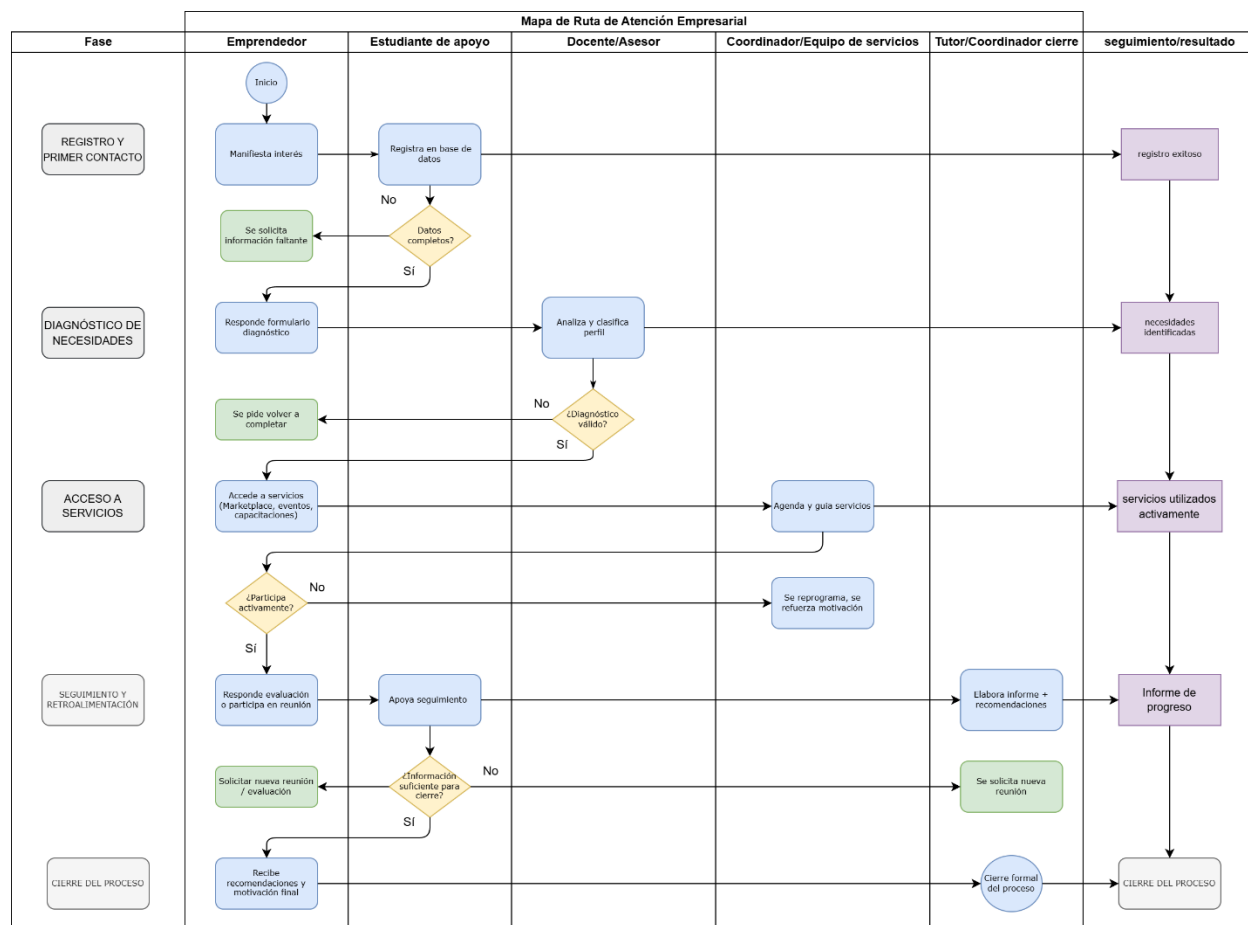 Mapa de Ruta de Atención Empresarial
Fase
Emprendedor
Estudiante de apoyo
Docente/Asesor
Coordinador/Equipo de servicios
Tutor/Coordinador cierre
seguimiento/resultado
Inicio
REGISTRO Y
PRIMER CONTACTO
Manifiesta interés
Registra en base de
datos
registro exitoso
No
Se solicita
información faltante
Datos
completos?
Sí
DIAGNÓSTICO DE
NECESIDADES
Responde formulario
diagnóstico
Analiza y clasifica
perfil
necesidades
identificadas
Se pide volver a
completar
No
¿Diagnóstico
válido?
Sí
ACCESO A
SERVICIOS
Accede a servicios
(Marketplace, eventos,
capacitaciones)
Agenda y guia servicios
servicios utilizados
activamente
¿Participa
activamente?
No
Se reprograma, se
refuerza motivación
Sí
SEGUIMIENTO Y
RETROALIMENTACIÓN
Responde evaluación
o participa en reunión
Apoya seguimiento
Elabora informe +
recomendaciones
Informe de
progreso
Solicitar nueva reunión
/ evaluación
¿Información
suficiente para
cierre?
No
Se solicita nueva
reunión
Sí
CIERRE DEL PROCESO
Recibe
recomendaciones y
motivación final
Cierre formal
del proceso
CIERRE DEL PROCESO